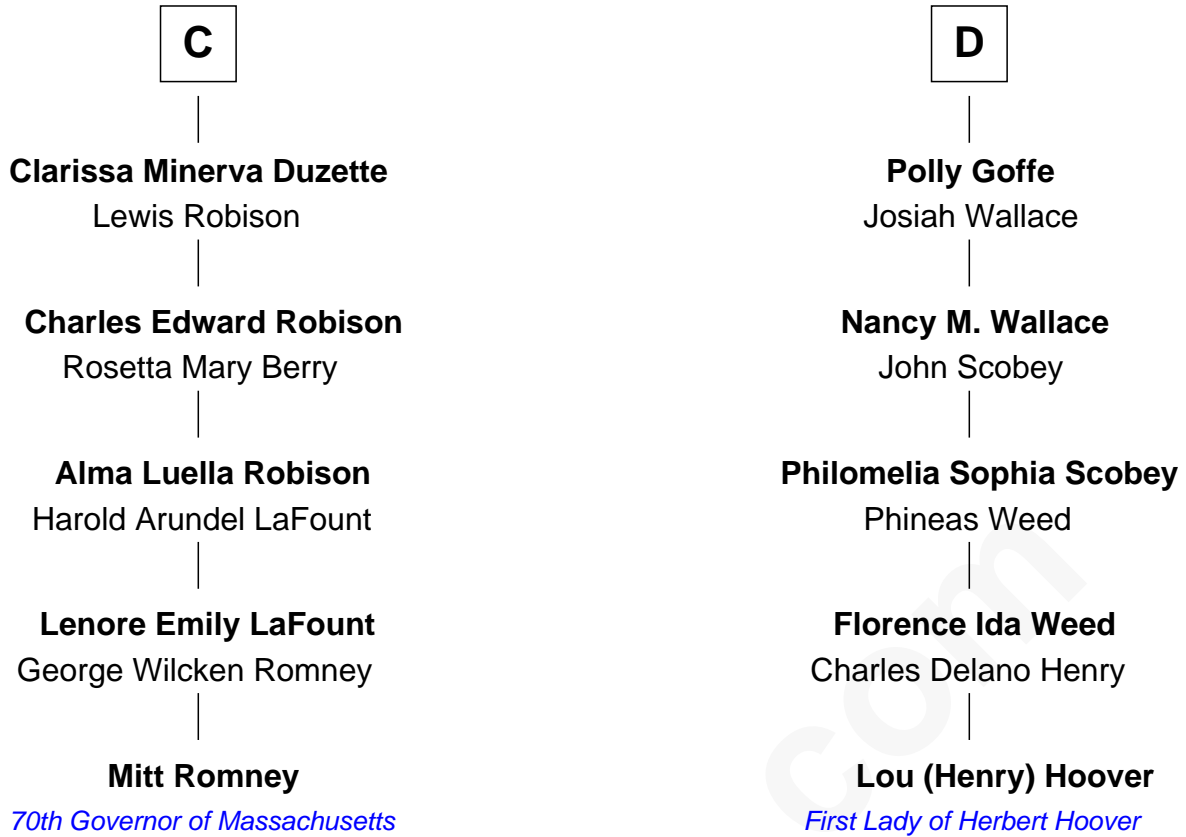 C
Clarissa Minerva Duzette
Lewis Robison
Charles Edward Robison
Rosetta Mary Berry
Alma Luella Robison
Harold Arundel LaFount
Lenore Emily LaFount
George Wilcken Romney
Mitt Romney
70th Governor of Massachusetts
D
Polly Goffe
Josiah Wallace
Nancy M. Wallace
John Scobey
Philomelia Sophia Scobey
Phineas Weed
Florence Ida Weed
Charles Delano Henry
Lou (Henry) Hoover
First Lady of Herbert Hoover
com